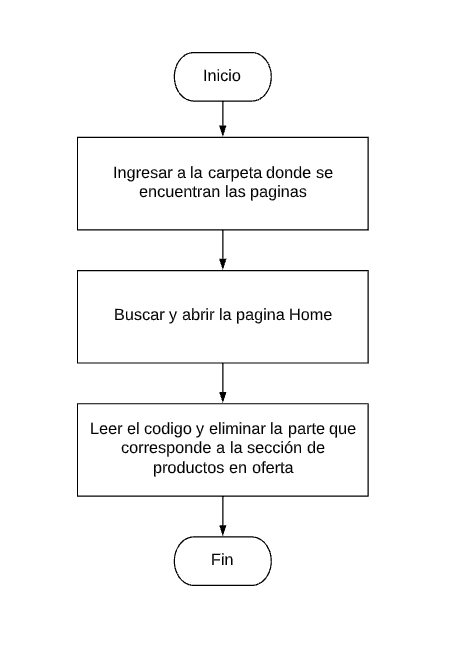 Inicio
Ingresar a la carpeta donde se
encuentran las paginas
Buscar y abrir la pagina Home
Leer el codigo y eliminar la parte que
corresponde a la sección de
productos en oferta
Fin